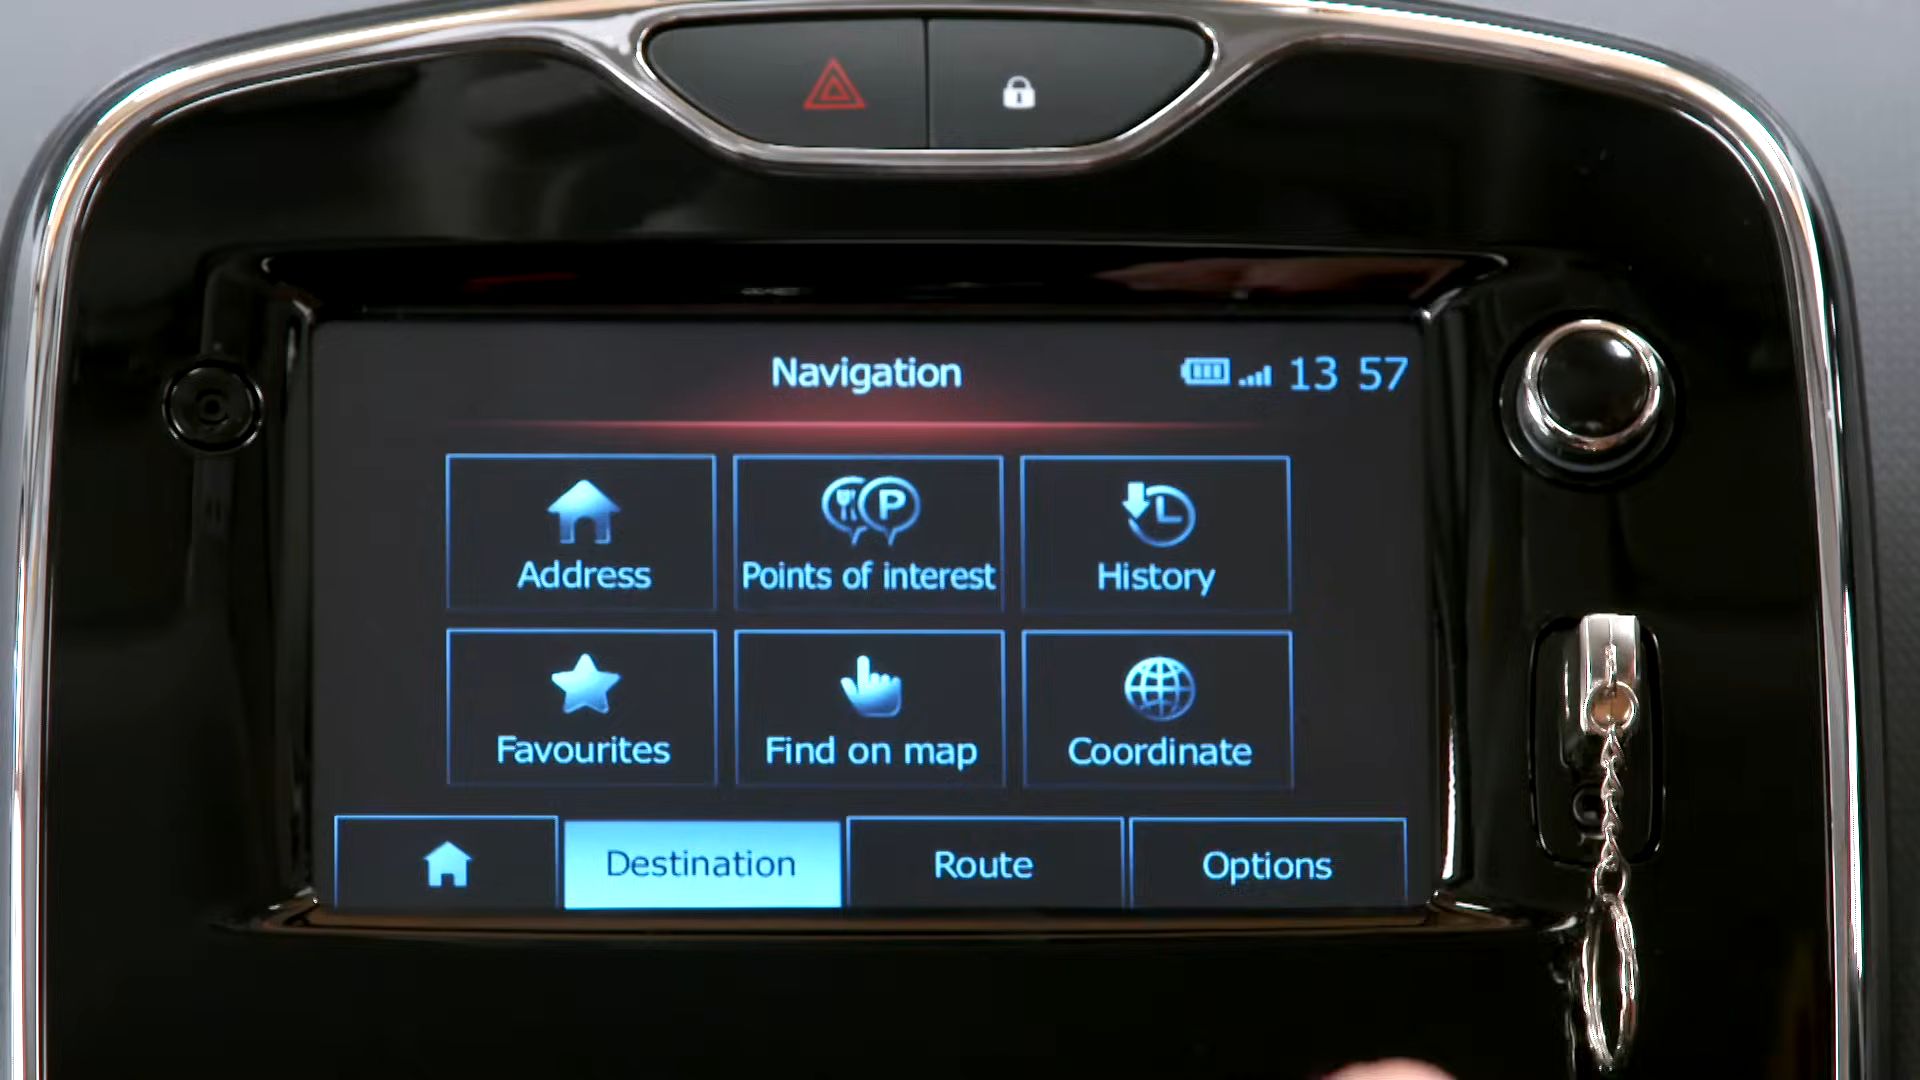 Navigation
13 57
P
Address
Points of interest
History
Favourites
Find on map
Coordinate
Destination
Route
Options